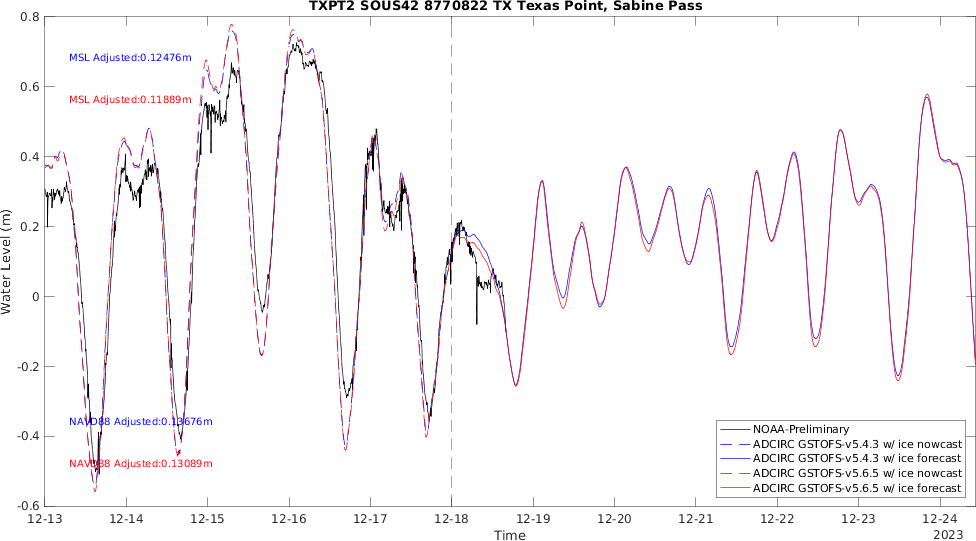 TXPT2 SOUS42 8770822 TX Texas Point, Sabine Pass
Water Level (m)
0.8
0.6
0.4
0.2
0
-0.2
-0.4
-0.6
MSL Adjusted:0.12476m
MSL Adjusted:0.11889m
NAVD88 Adjusted:0.13676m
NAVD88 Adjusted:0.13089m
NOAA-Preliminary
ADCIRC GSTOFS-v5.4.3 w/ ice nowcast
ADCIRC GSTOFS-v5.4.3 w/ ice forecast
ADCIRC GSTOFS-v5.6.5 w/ ice nowcast
ADCIRC GSTOFS-v5.6.5 w/ ice forecast
12-13 12-14 12-15 12-16 12-17 12-18 12-19 12-20 12-21 12-22 12-23 12-24
2023
Time